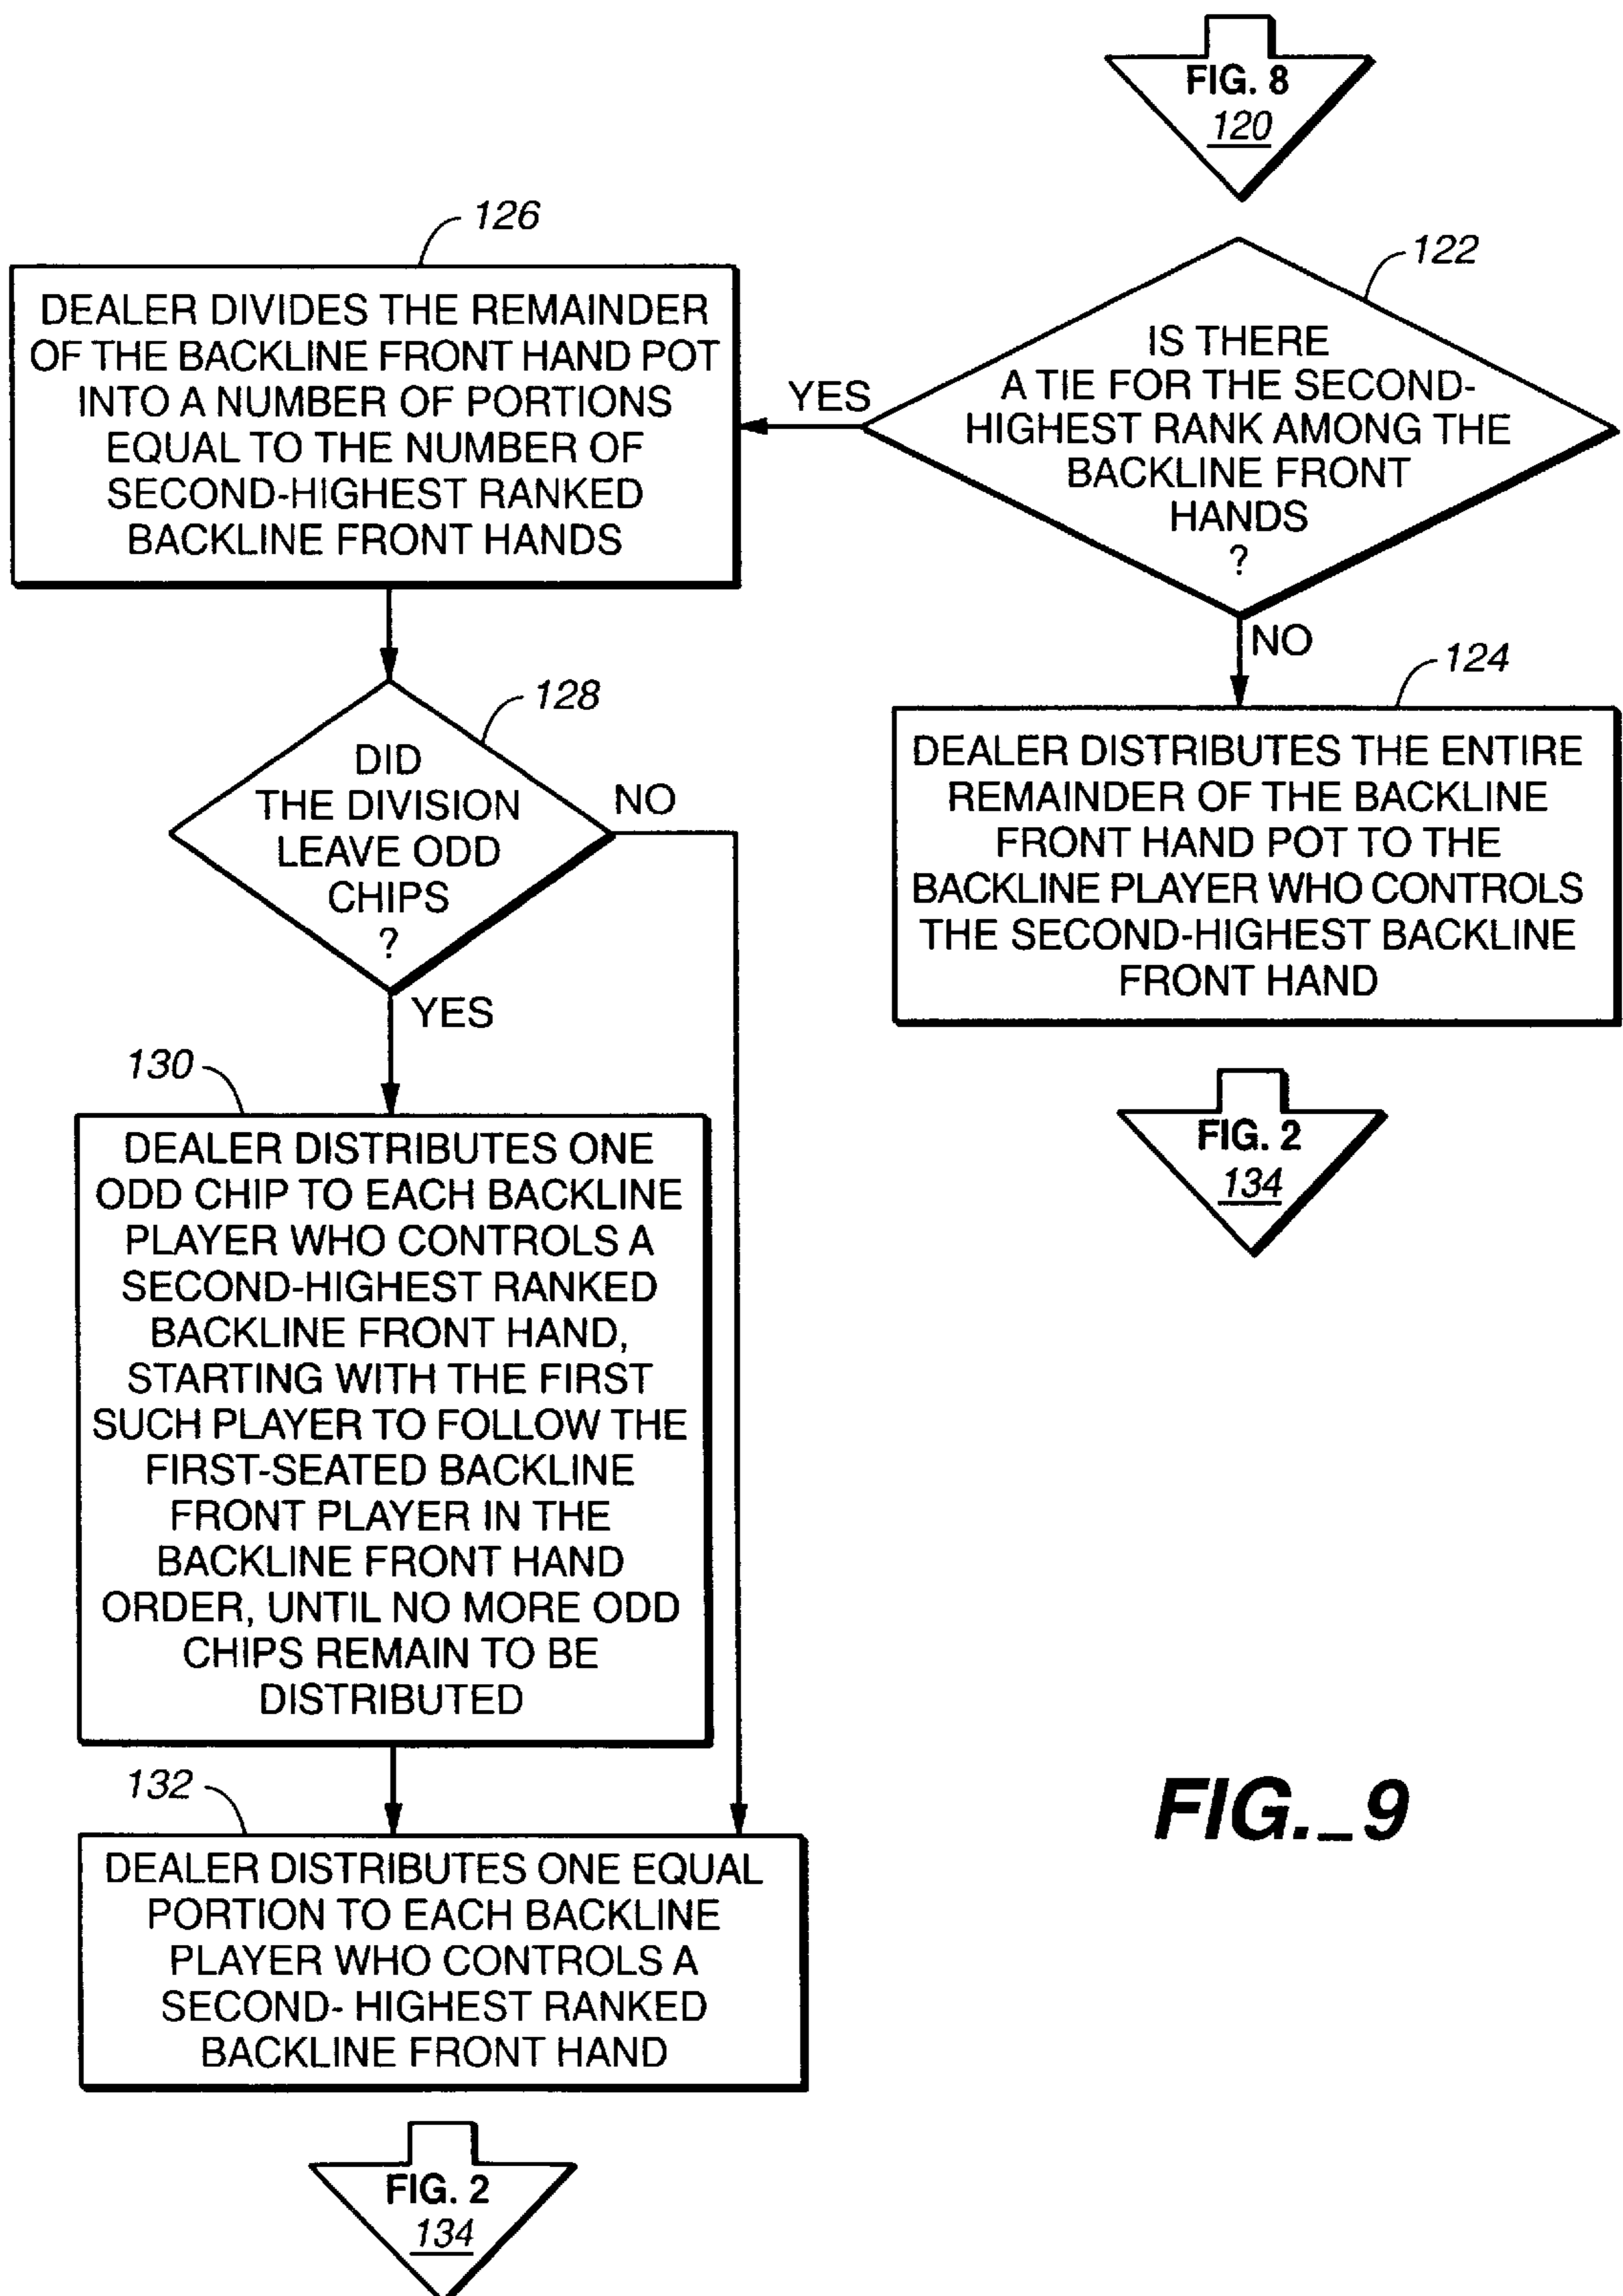 FIG. 8
120
122
IS THERE
A TIE FOR THE SECOND-
HIGHEST RANK AMONG THE
BACKLINE FRONT
HANDS
?
YES
NO
126
DEALER DIVIDES THE REMAINDER
OF THE BACKLINE FRONT HAND POT
INTO A NUMBER OF PORTIONS
EQUAL TO THE NUMBER OF
SECOND-HIGHEST RANKED
BACKLINE FRONT HANDS
124
DEALER DISTRIBUTES THE ENTIRE
REMAINDER OF THE BACKLINE
FRONT HAND POT TO THE
BACKLINE PLAYER WHO CONTROLS
THE SECOND-HIGHEST BACKLINE
FRONT HAND
FIG. 2
134
128
DID
THE DIVISION
LEAVE ODD
CHIPS
?
NO
YES
130
DEALER DISTRIBUTES ONE
ODD CHIP TO EACH BACKLINE
PLAYER WHO CONTROLS A
SECOND-HIGHEST RANKED
BACKLINE FRONT HAND,
STARTING WITH THE FIRST
SUCH PLAYER TO FOLLOW THE
FIRST-SEATED BACKLINE
FRONT PLAYER IN THE
BACKLINE FRONT HAND
ORDER, UNTIL NO MORE ODD
CHIPS REMAIN TO BE
DISTRIBUTED
132
DEALER DISTRIBUTES ONE EQUAL
PORTION TO EACH BACKLINE
PLAYER WHO CONTROLS A
SECOND- HIGHEST RANKED
BACKLINE FRONT HAND
FIG. 2
134
FIG._9